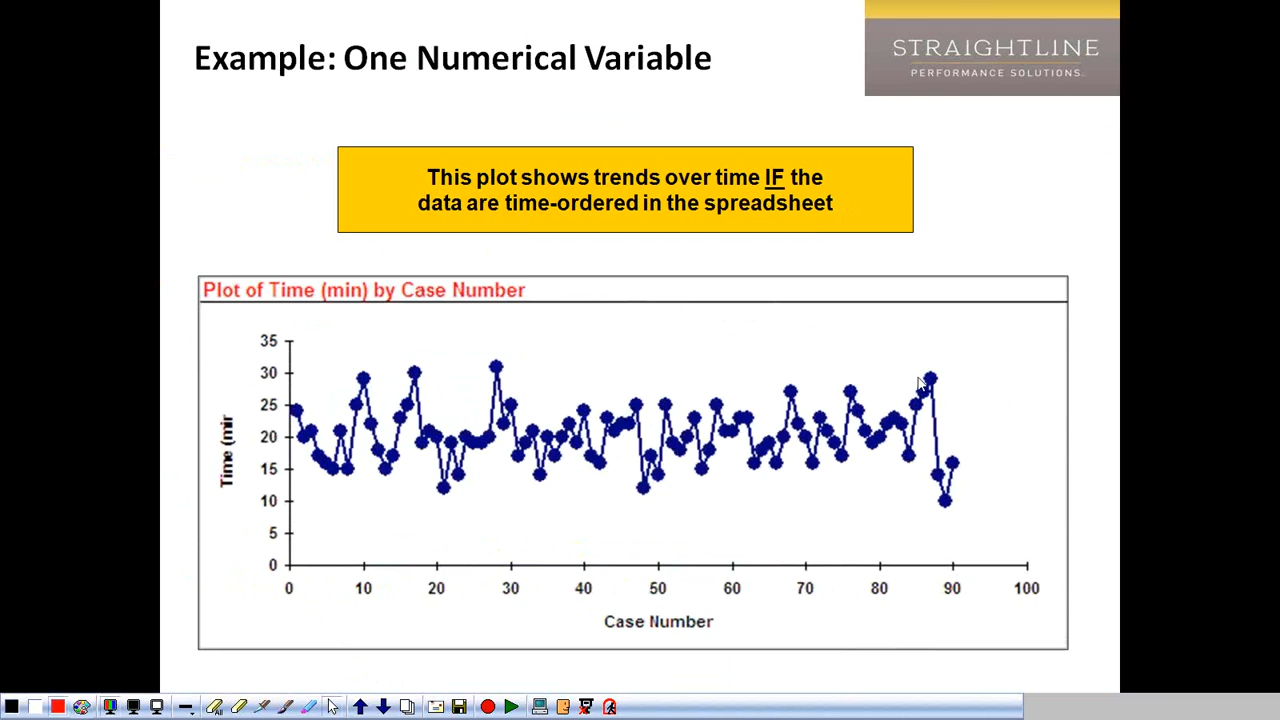 Example: One Numerical Variable
STRAIGHTLINE
PERFORMANCE SOLUTIONS.
This plot shows trends over time IF the
data are time-ordered in the spreadsheet
Plot of Time (min) by Case Number
Time (min
35
30
25
20
15
10
5
0
0 10 20 30 40 50 60 70 80 90 100
Case Number